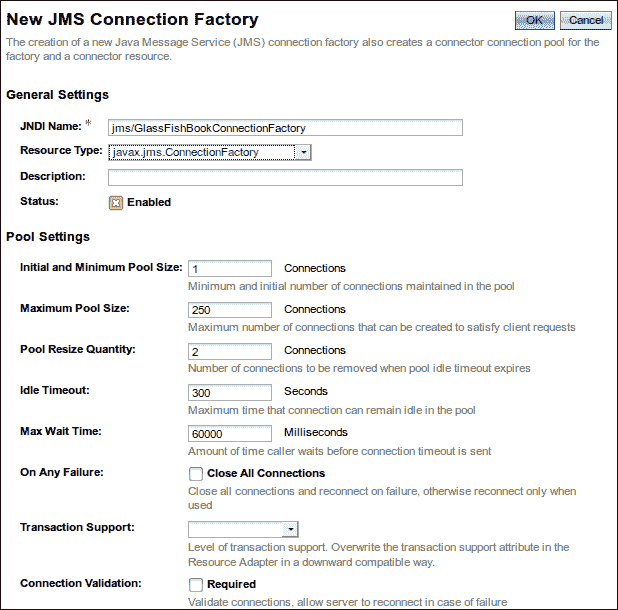 New JMS Connection Factory
OK Cancel
The creation of a new Java Message Service (JMS) connection factory also creates a connector connection pool for the
factory and a connector resource.
General Settings
JNDI Name: * jms/GlassFishBookConnectionFactory
Resource Type: javax.jms.ConnectionFactory
Description:
Status: Enabled
Pool Settings
Initial and Minimum Pool Size: 1 Connections
Minimum and initial number of connections maintained in the pool
Maximum Pool Size: 250 Connections
Maximum number of connections that can be created to satisfy client requests
Pool Resize Quantity: 2 Connections
Number of connections to be removed when pool idle timeout expires
Idle Timeout: 300 Seconds
Maximum time that connection can remain idle in the pool
Max Wait Time: 60000 Milliseconds
Amount of time caller waits before connection timeout is sent
On Any Failure: Close All Connections
Close all connections and reconnect on failure, otherwise reconnect only when
used
Transaction Support:
Level of transaction support. Overwrite the transaction support attribute in the
Resource Adapter in a downward compatible way.
Connection Validation: Required
Validate connections, allow server to reconnect in case of failure